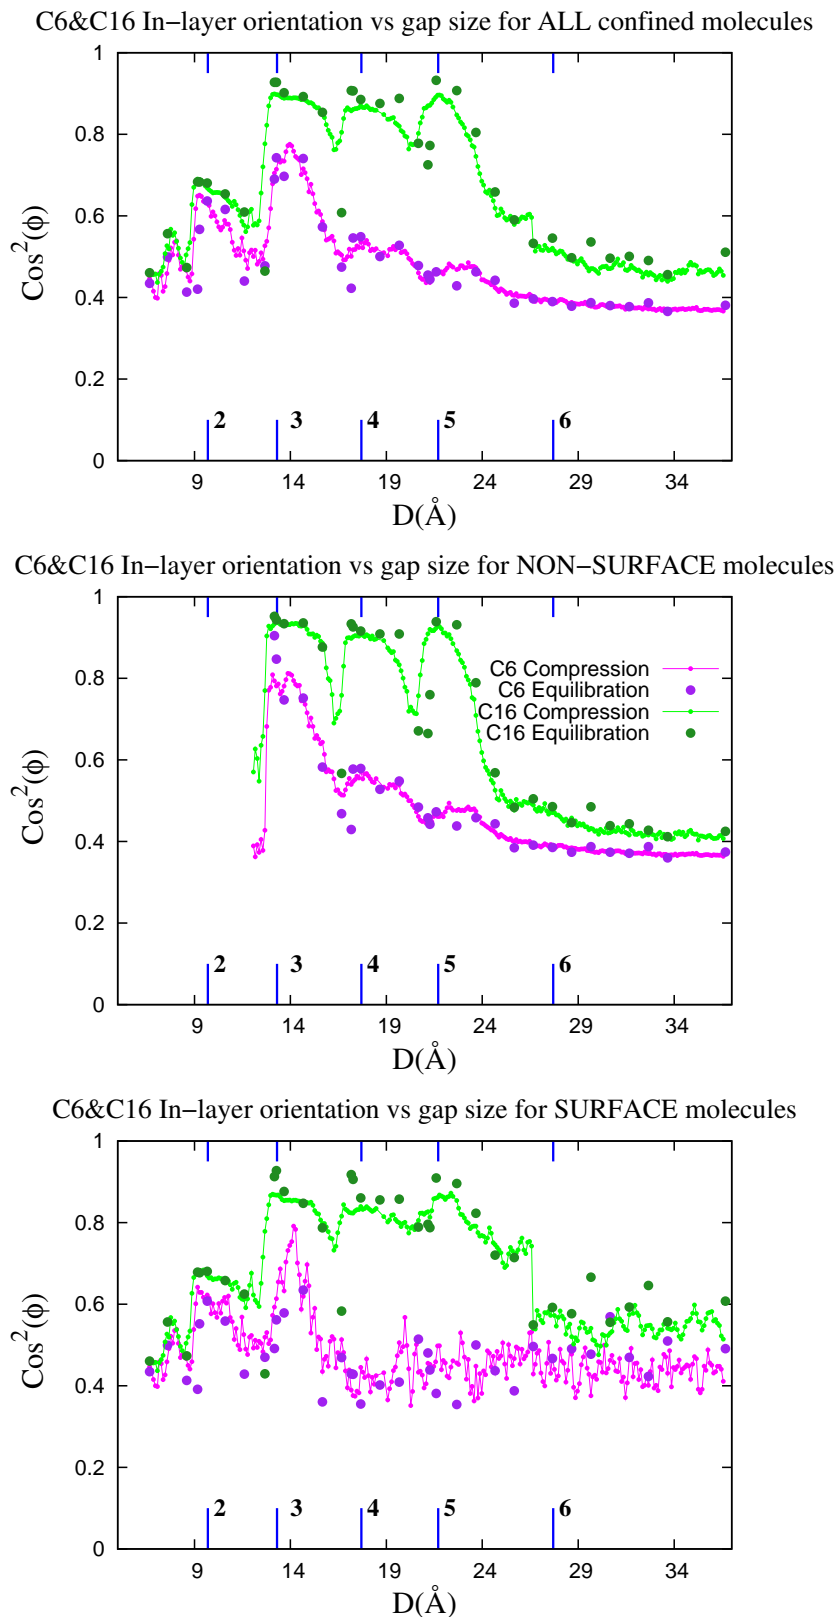 C6&C16 In−layer orientation vs gap size for ALL confined molecules
1
0.8
0.6
0.4
0.2
0
Cos²(ϕ)
2 3 4 5 6
9 14 19 24 29 34
D(Å)
C6&C16 In−layer orientation vs gap size for NON−SURFACE molecules
1
0.8
0.6
0.4
0.2
0
Cos²(ϕ)
C6 Compression
C6 Equilibration
C16 Compression
C16 Equilibration
2 3 4 5 6
9 14 19 24 29 34
D(Å)
C6&C16 In−layer orientation vs gap size for SURFACE molecules
1
0.8
0.6
0.4
0.2
0
Cos²(ϕ)
2 3 4 5 6
9 14 19 24 29 34
D(Å)